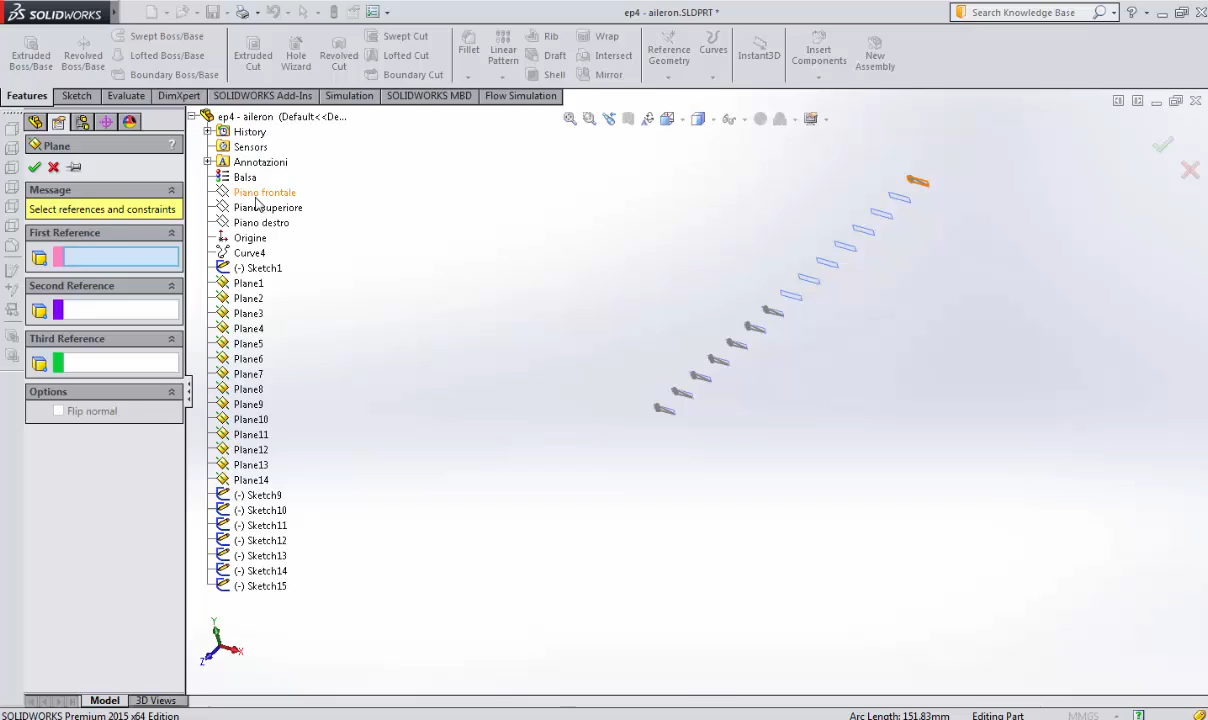 SOLIDWORKS
ep4 - aileron.SLDPRT *
Search Knowledge Base
Extruded Boss/Base
Revolved Boss/Base
Swept Boss/Base
Lofted Boss/Base
Boundary Boss/Base
Extruded Cut
Hole Wizard
Revolved Cut
Swept Cut
Lofted Cut
Boundary Cut
Fillet
Linear Pattern
Rib
Draft
Shell
Wrap
Intersect
Mirror
Reference Geometry
Curves
Instant3D
Insert Components
New Assembly
Features
Sketch
Evaluate
DimXpert
SOLIDWORKS Add-Ins
Simulation
SOLIDWORKS MBD
Flow Simulation
Plane
?
Message
Select references and constraints
First Reference
Second Reference
Third Reference
Options
Flip normal
ep4 - aileron (Default<<De...
History
Sensors
Annotazioni
Balsa
Piano frontale
Piano superiore
Piano destro
Origine
Curve4
(-) Sketch1
Plane1
Plane2
Plane3
Plane4
Plane5
Plane6
Plane7
Plane8
Plane9
Plane10
Plane11
Plane12
Plane13
Plane14
(-) Sketch9
(-) Sketch10
(-) Sketch11
(-) Sketch12
(-) Sketch13
(-) Sketch14
(-) Sketch15
Y
X
Z
Model
3D Views
SOLIDWORKS Premium 2015 x64 Edition
Arc Length: 151.83mm
Editing Part
MMGS